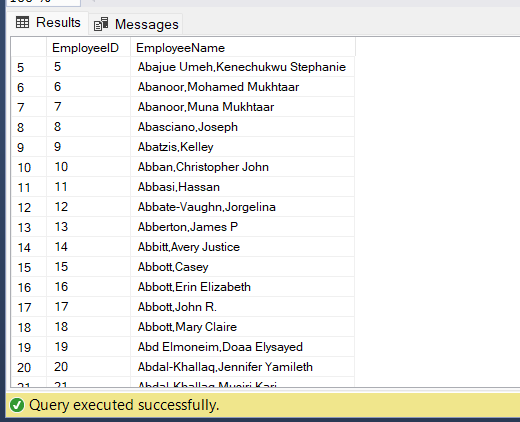 Results Messages
EmployeeID EmployeeName
5 5 Abajue Umeh,Kenechukwu Stephanie
6 6 Abanoor,Mohamed Mukhtaar
7 7 Abanoor,Muna Mukhtaar
8 8 Abasciano,Joseph
9 9 Abatzis,Kelley
10 10 Abban,Christopher John
11 11 Abbasi,Hassan
12 12 Abbate-Vaughn,Jorgelina
13 13 Abberton,James P
14 14 Abbitt,Avery Justice
15 15 Abbott,Casey
16 16 Abbott,Erin Elizabeth
17 17 Abbott,John R.
18 18 Abbott,Mary Claire
19 19 Abd Elmoneim,Doaa Elysayed
20 20 Abdal-Khallaq,Jennifer Yamileth
21 21 Abdal-Khallaq
Query executed successfully.